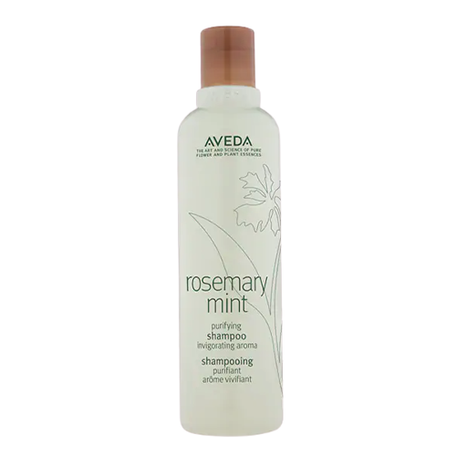 AVEDA
THE ART AND SCIENCE OF PURE
FLOWER AND PLANT ESSENCES
rosemary
mint
purifying
shampoo
invigorating aroma
shampooing
purifiant
arôme vivifiant